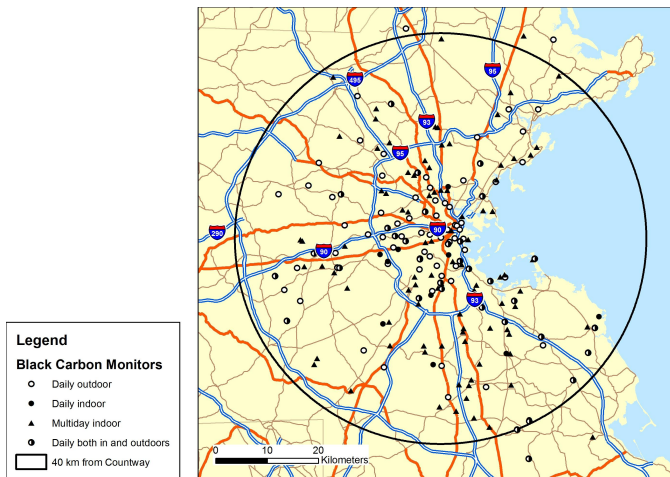 495
95
93
95
290
90
90
93
Legend
Black Carbon Monitors
Daily outdoor
Daily indoor
Multiday indoor
Daily both in and outdoors
40 km from Countway
0 10 20
Kilometers